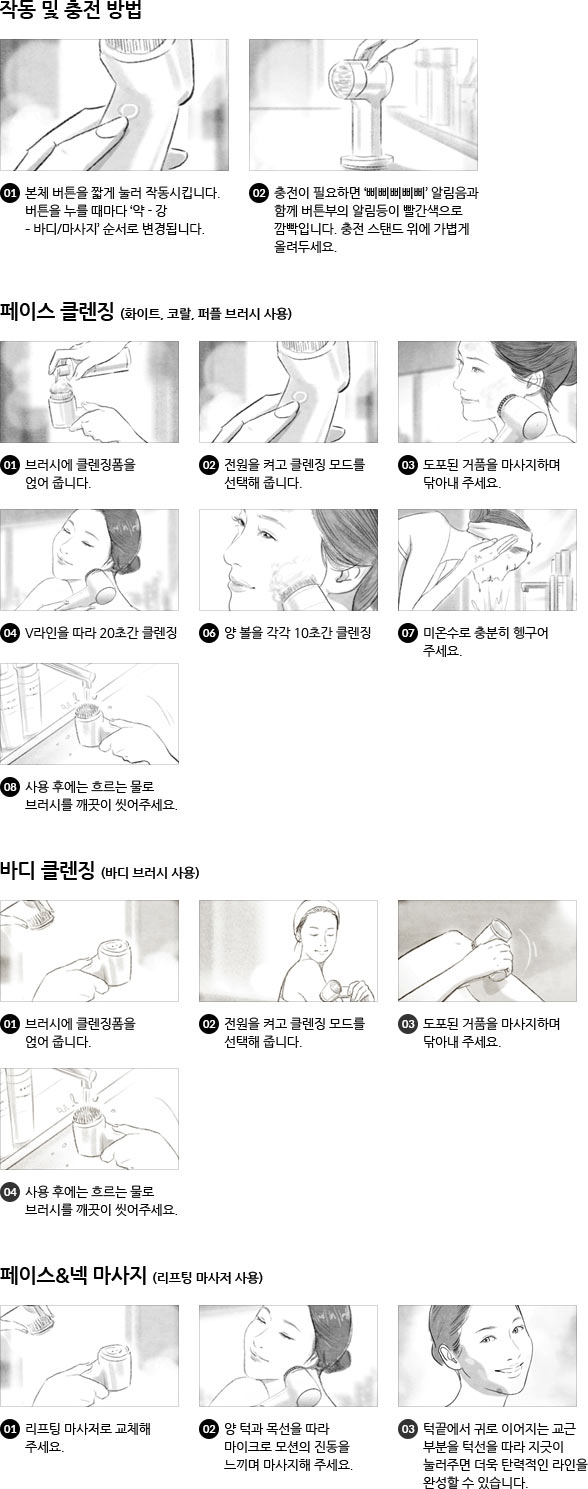 작동 및 충전 방법
01 본체 버튼을 짧게 눌러 작동시킵니다.
버튼을 누를 때마다 ‘약 - 강
- 바디/마사지’ 순서로 변경됩니다.
02 충전이 필요하면 ‘삐삐삐삐삐삐’ 알림음과
함께 버튼부의 알림등이 빨간색으로
깜빡입니다. 충전 스탠드 위에 가볍게
올려두세요.
페이스 클렌징 (화이트, 코랄, 퍼플 브러시 사용)
01 브러시에 클렌징폼을
얹어 줍니다.
02 전원을 켜고 클렌징 모드를
선택해 줍니다.
03 도포된 거품을 마사지하며
닦아내 주세요.
04 V라인을 따라 20초간 클렌징
06 양 볼을 각각 10초간 클렌징
07 미온수로 충분히 헹구어
주세요.
08 사용 후에는 흐르는 물로
브러시를 깨끗이 씻어주세요.
바디 클렌징 (바디 브러시 사용)
01 브러시에 클렌징폼을
얹어 줍니다.
02 전원을 켜고 클렌징 모드를
선택해 줍니다.
03 도포된 거품을 마사지하며
닦아내 주세요.
04 사용 후에는 흐르는 물로
브러시를 깨끗이 씻어주세요.
페이스&넥 마사지 (리프팅 마사저 사용)
01 리프팅 마사저로 교체해
주세요.
02 양 턱과 목선을 따라
마이크로 모션의 진동을
느끼며 마사지해 주세요.
03 턱끝에서 귀로 이어지는 교근
부분을 턱선을 따라 지긋이
눌러주면 더욱 탄력적인 라인을
완성할 수 있습니다.